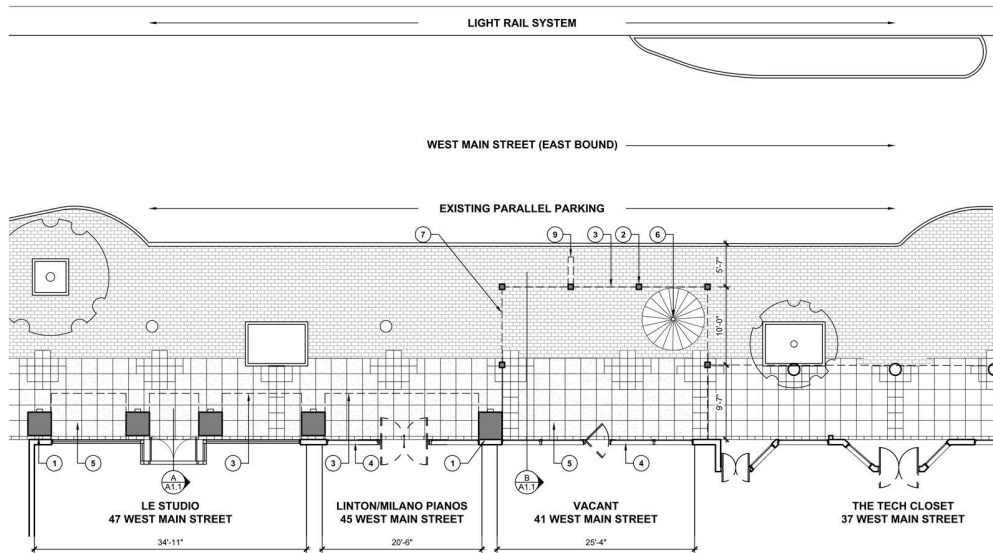 LIGHT RAIL SYSTEM
WEST MAIN STREET (EAST BOUND)
EXISTING PARALLEL PARKING
7
9
3
2
6
5'-7"
10'-0"
9'-7"
1
5
3
3
4
1
5
4
A
A1.1
B
A1.1
LE STUDIO
47 WEST MAIN STREET
LINTON/MILANO PIANOS
45 WEST MAIN STREET
VACANT
41 WEST MAIN STREET
THE TECH CLOSET
37 WEST MAIN STREET
34'-11"
20'-6"
25'-4"